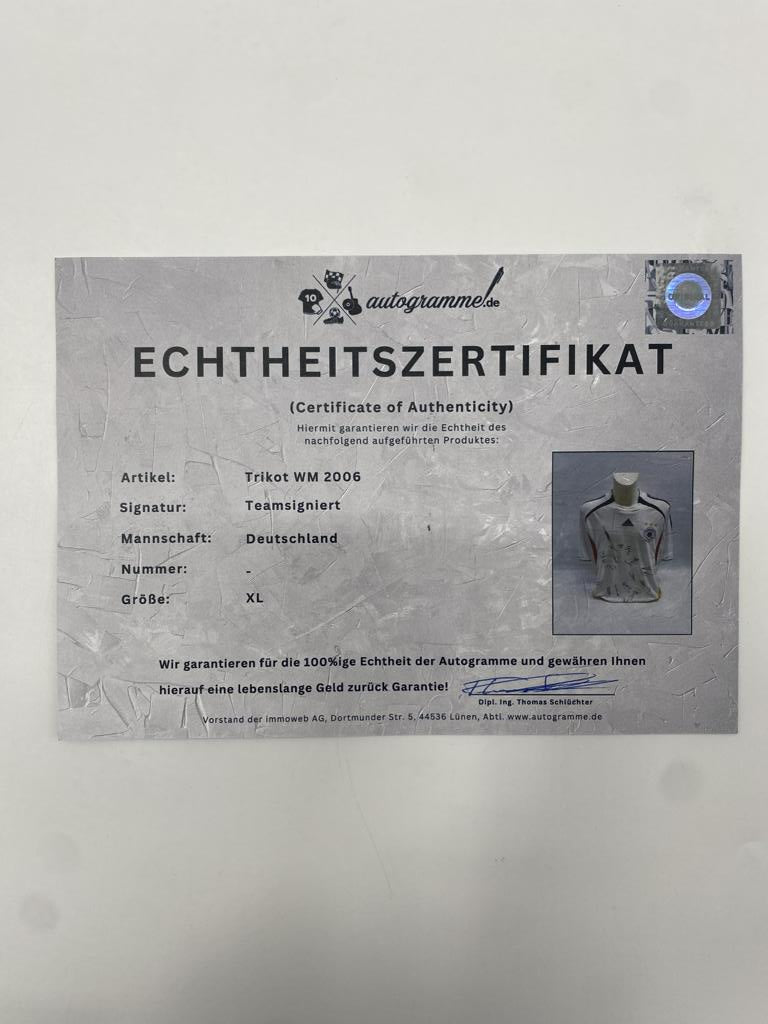 10
autogramme!.de
ORIGINAL
GUARANTEED
ECHTHEITSZERTIFIKAT
(Certificate of Authenticity)
Hiermit garantieren wir die Echtheit des
nachfolgend aufgeführten Produktes:
Artikel: Trikot WM 2006
Signatur: Teamsigniert
Mannschaft: Deutschland
Nummer: -
Größe: XL
Wir garantieren für die 100%ige Echtheit der Autogramme und gewähren Ihnen
hierauf eine lebenslange Geld zurück Garantie!
Dipl. Ing. Thomas Schlüchter
Vorstand der immoweb AG, Dortmunder Str. 5, 44536 Lünen, Abtl. www.autogramme.de